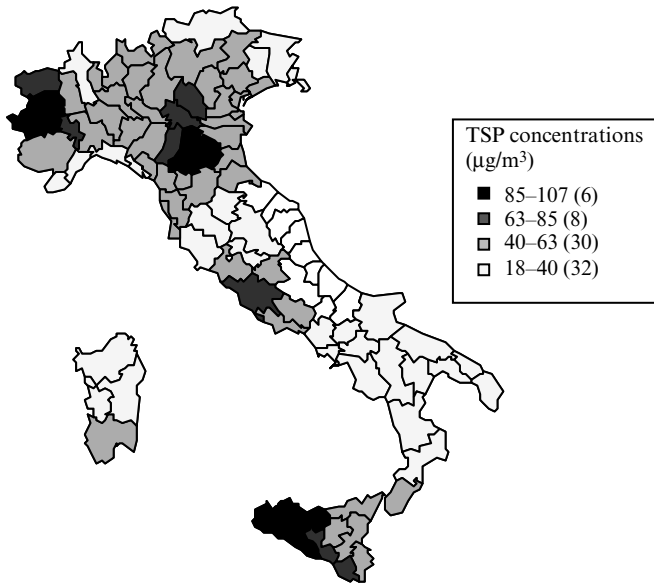 TSP concentrations
(μg/m³)
85–107 (6)
63–85 (8)
40–63 (30)
18–40 (32)